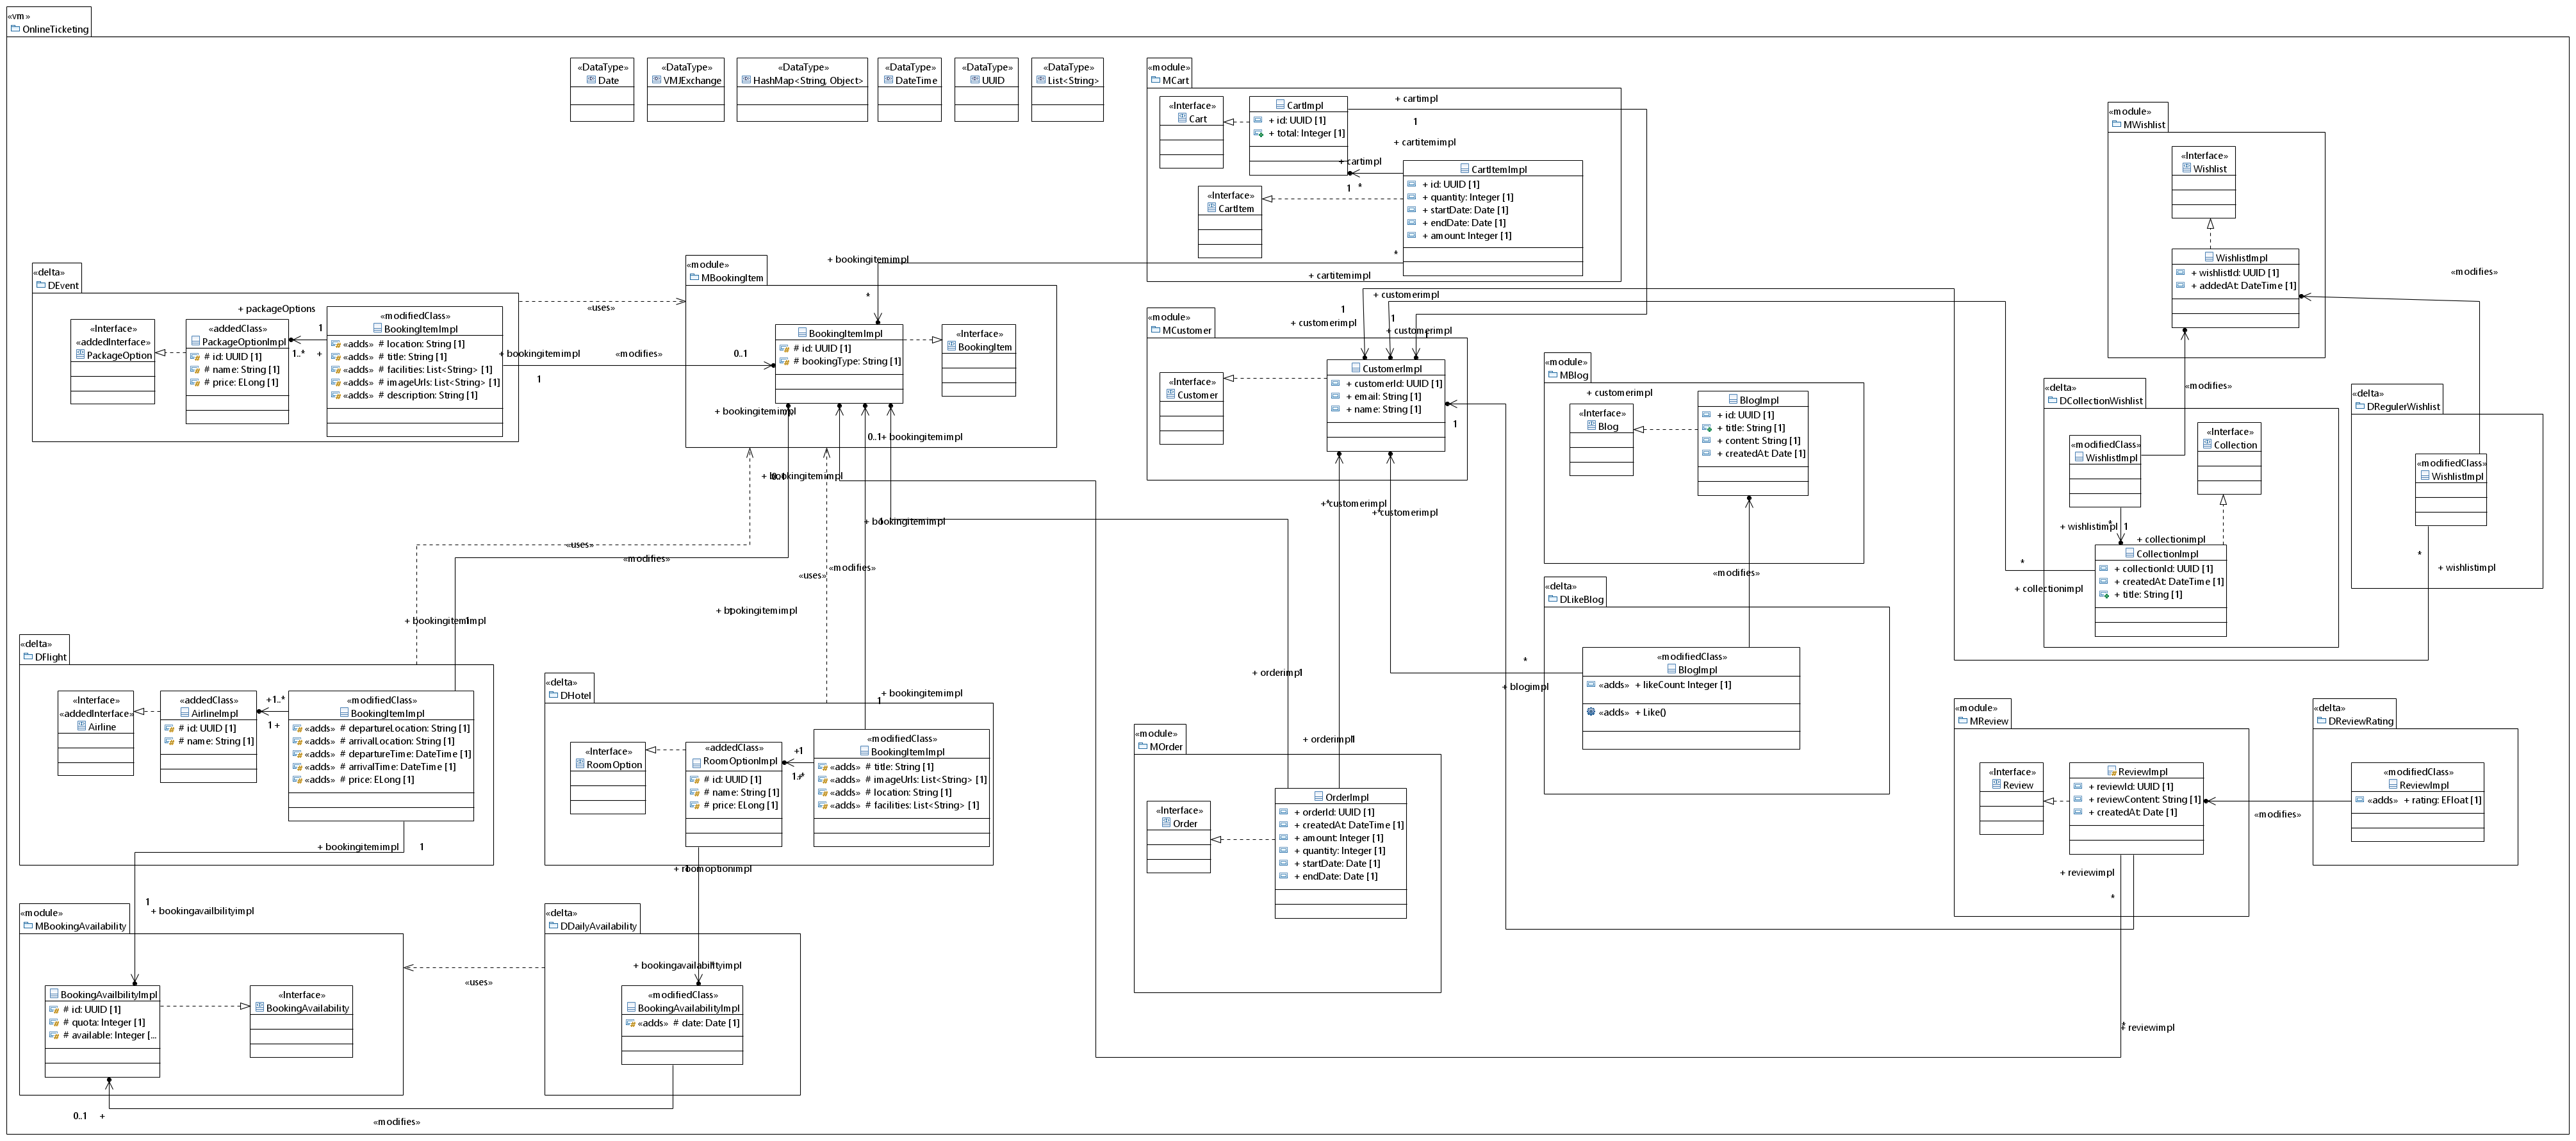 «vm»
OnlineTicketing
«DataType»
Date
«DataType»
VMJExchange
«DataType»
HashMap<String, Object>
«DataType»
DateTime
«DataType»
UUID
«DataType»
List<String>
«module»
MCart
«Interface»
Cart
CartImpl
+ id: UUID [1]
+ total: Integer [1]
+ cartimpl
1
+ cartitemimpl
+ cartimpl
1
*
CartItemImpl
+ id: UUID [1]
+ quantity: Integer [1]
+ startDate: Date [1]
+ endDate: Date [1]
+ amount: Integer [1]
«Interface»
CartItem
*
+ cartitemimpl
+ bookingitemimpl
*
«module»
MWishlist
«Interface»
Wishlist
WishlistImpl
+ wishlistId: UUID [1]
+ addedAt: DateTime [1]
«modifies»
«delta»
DEvent
+ packageOptions
«Interface»
«addedInterface»
PackageOption
«addedClass»
PackageOptionImpl
# id: UUID [1]
# name: String [1]
# price: ELong [1]
1
1..*
+
«modifiedClass»
BookingItemImpl
«adds» # location: String [1]
«adds» # title: String [1]
«adds» # facilities: List<String> [1]
«adds» # imageUrls: List<String> [1]
«adds» # description: String [1]
«uses»
+ bookingitemimpl
1
«modifies»
0..1
«module»
MBookingItem
BookingItemImpl
# id: UUID [1]
# bookingType: String [1]
«Interface»
BookingItem
+ bookingitemimpl
0..1
+ bookingitemimpl
+ bookingitemimpl
0..1
+ bookingitemimpl
1
«module»
MCustomer
«Interface»
Customer
CustomerImpl
+ customerId: UUID [1]
+ email: String [1]
+ name: String [1]
1
+ customerimpl
+ customerimpl
1
+ customerimpl
1
+ customerimpl
*
+ customerimpl
*
+ customerimpl
«module»
MBlog
«Interface»
Blog
BlogImpl
+ id: UUID [1]
+ title: String [1]
+ content: String [1]
+ createdAt: Date [1]
«modifies»
«delta»
DLikeBlog
«modifiedClass»
BlogImpl
«adds» + likeCount: Integer [1]
«adds» + Like()
*
+ blogimpl
«delta»
DCollectionWishlist
«modifies»
«modifiedClass»
WishlistImpl
«Interface»
Collection
+ wishlistimpl
*
1
+ collectionimpl
CollectionImpl
+ collectionId: UUID [1]
+ createdAt: DateTime [1]
+ title: String [1]
*
+ collectionimpl
«delta»
DRegulerWishlist
«modifiedClass»
WishlistImpl
*
+ wishlistimpl
«uses»
«modifies»
«uses»
«modifies»
+ bookingitemimpl
1
+ bookingitemimpl
1
«delta»
DFlight
«Interface»
«addedInterface»
Airline
«addedClass»
AirlineImpl
# id: UUID [1]
# name: String [1]
+1..*
1 +
«modifiedClass»
BookingItemImpl
«adds» # departureLocation: String [1]
«adds» # arrivalLocation: String [1]
«adds» # departureTime: DateTime [1]
«adds» # arrivalTime: DateTime [1]
«adds» # price: ELong [1]
+ bookingitemimpl
1
«delta»
DHotel
+ bookingitemimpl
1
«Interface»
RoomOption
«addedClass»
RoomOptionImpl
# id: UUID [1]
# name: String [1]
# price: ELong [1]
+1
1..*
«modifiedClass»
BookingItemImpl
«adds» # title: String [1]
«adds» # imageUrls: List<String> [1]
«adds» # location: String [1]
«adds» # facilities: List<String> [1]
+ roomoptionimpl
1
+ orderimpl
*
+ orderimpl
1
«module»
MOrder
«Interface»
Order
OrderImpl
+ orderId: UUID [1]
+ createdAt: DateTime [1]
+ amount: Integer [1]
+ quantity: Integer [1]
+ startDate: Date [1]
+ endDate: Date [1]
«module»
MReview
«Interface»
Review
ReviewImpl
+ reviewId: UUID [1]
+ reviewContent: String [1]
+ createdAt: Date [1]
+ reviewimpl
*
+ reviewimpl
*
«modifies»
«delta»
DReviewRating
«modifiedClass»
ReviewImpl
«adds» + rating: EFloat [1]
1
+ bookingavailbilityimpl
«module»
MBookingAvailability
BookingAvailbilityImpl
# id: UUID [1]
# quota: Integer [1]
# available: Integer [...
«Interface»
BookingAvailability
0..1
+
«modifies»
«uses»
«delta»
DDailyAvailability
+ bookingavailabilityimpl
*
«modifiedClass»
BookingAvailabilityImpl
«adds» # date: Date [1]